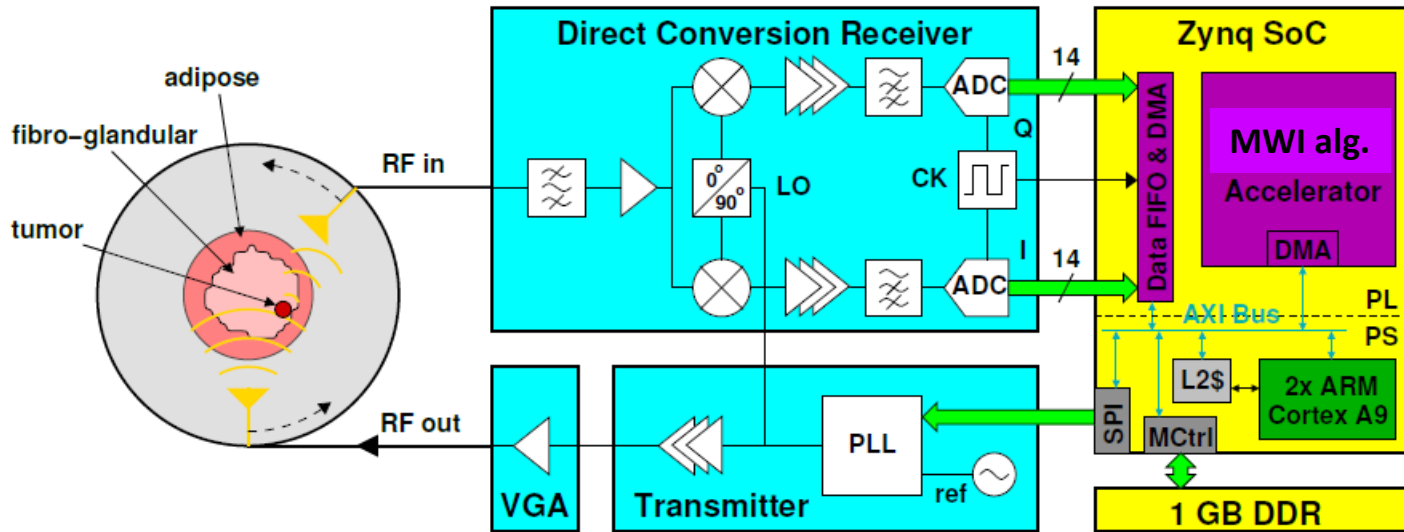 Direct Conversion Receiver
14
Zynq SoC
adipose
fibro-glandular
tumor
RF in
ADC
Q
0°
90°
LO
CK
I
14
ADC
Data FIFO & DMA
MWI alg.
Accelerator
DMA
AXI Bus
PL
PS
L2$
2x ARM
Cortex A9
SPI
MCtrl
RF out
VGA
Transmitter
PLL
ref
1 GB DDR